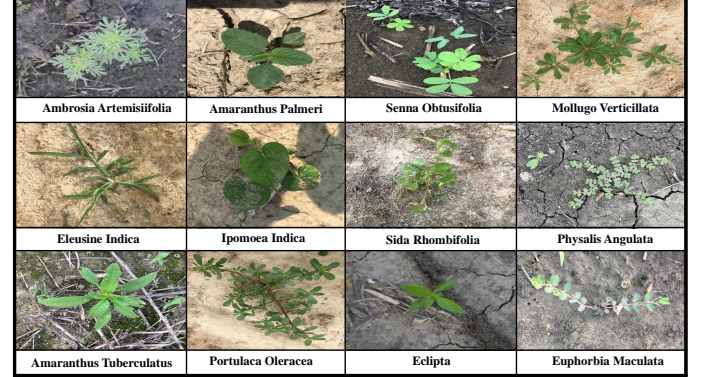 Ambrosia Artemisiifolia
Amaranthus Palmeri
Senna Obtusifolia
Mollugo Verticillata
Eleusine Indica
Ipomoea Indica
Sida Rhombifolia
Physalis Angulata
Amaranthus Tuberculatus
Portulaca Oleracea
Eclipta
Euphorbia Maculata